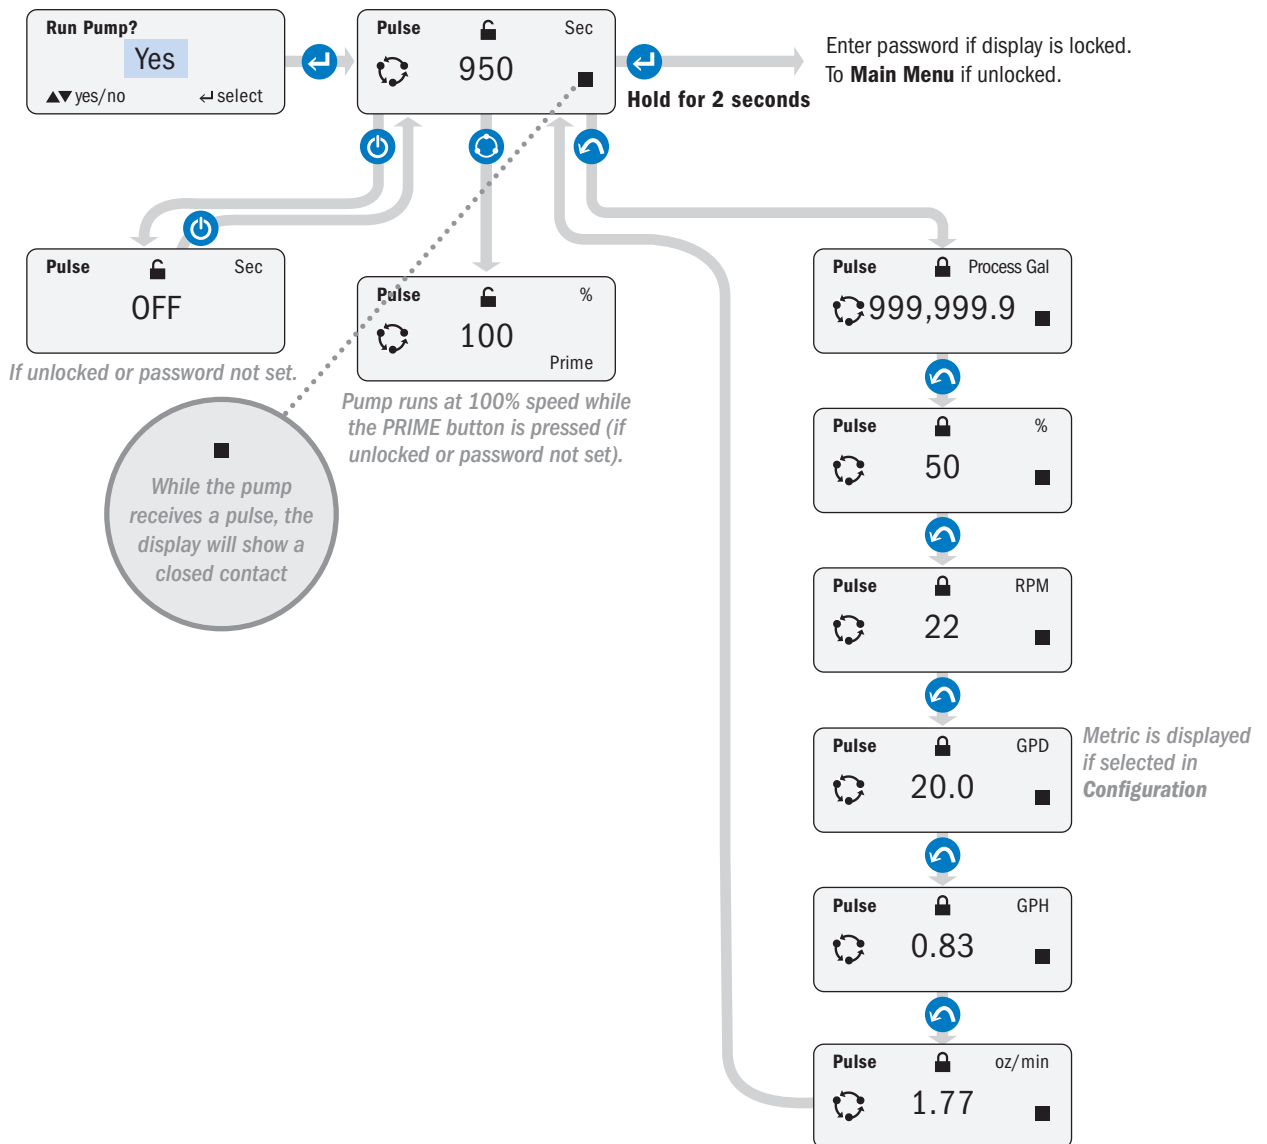 Run Pump?
Yes
▲▼ yes/no ↵ select
Pulse Sec
950
Hold for 2 seconds
Enter password if display is locked.
To Main Menu if unlocked.
Pulse Sec
OFF
If unlocked or password not set.
Pulse %
100
Prime
Pump runs at 100% speed while
the PRIME button is pressed (if
unlocked or password not set).
While the pump
receives a pulse, the
display will show a
closed contact
Pulse Process Gal
999,999.9
Pulse %
50
Pulse RPM
22
Pulse GPD
20.0
Metric is displayed
if selected in
Configuration
Pulse GPH
0.83
Pulse oz/min
1.77